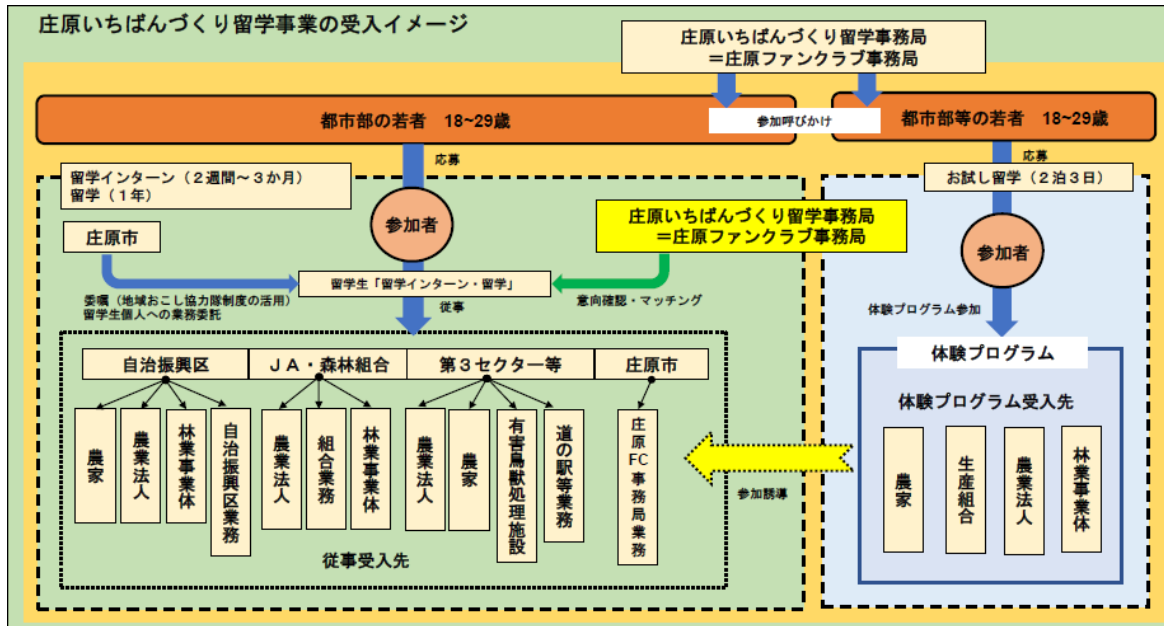 庄原いちばんづくり留学事業の受入イメージ
庄原いちばんづくり留学事務局
＝庄原ファンクラブ事務局
都市部の若者　18~29歳
参加呼びかけ
都市部等の若者　18~29歳
応募
応募
留学インターン（２週間～３か月）
留学（１年）
お試し留学（２泊３日）
参加者
庄原いちばんづくり留学事務局
＝庄原ファンクラブ事務局
参加者
庄原市
留学生「留学インターン・留学」
委嘱（地域おこし協力隊制度の活用）
留学生個人への業務委託
従事
意向確認・マッチング
体験プログラム参加
自治振興区
ＪＡ・森林組合
第３セクター等
庄原市
農家
農業法人
林業事業体
自治振興区業務
農業法人
組合業務
林業事業体
農業法人
農家
有害鳥獣処理施設
道の駅等業務
庄原FC事務局業務
従事受入先
参加誘導
体験プログラム
体験プログラム受入先
農家
生産組合
農業法人
林業事業体